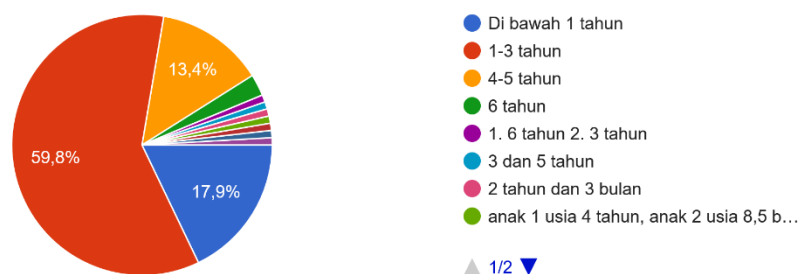 13,4%
59,8%
17,9%
Di bawah 1 tahun
1-3 tahun
4-5 tahun
6 tahun
1. 6 tahun 2. 3 tahun
3 dan 5 tahun
2 tahun dan 3 bulan
anak 1 usia 4 tahun, anak 2 usia 8,5 b…
1/2